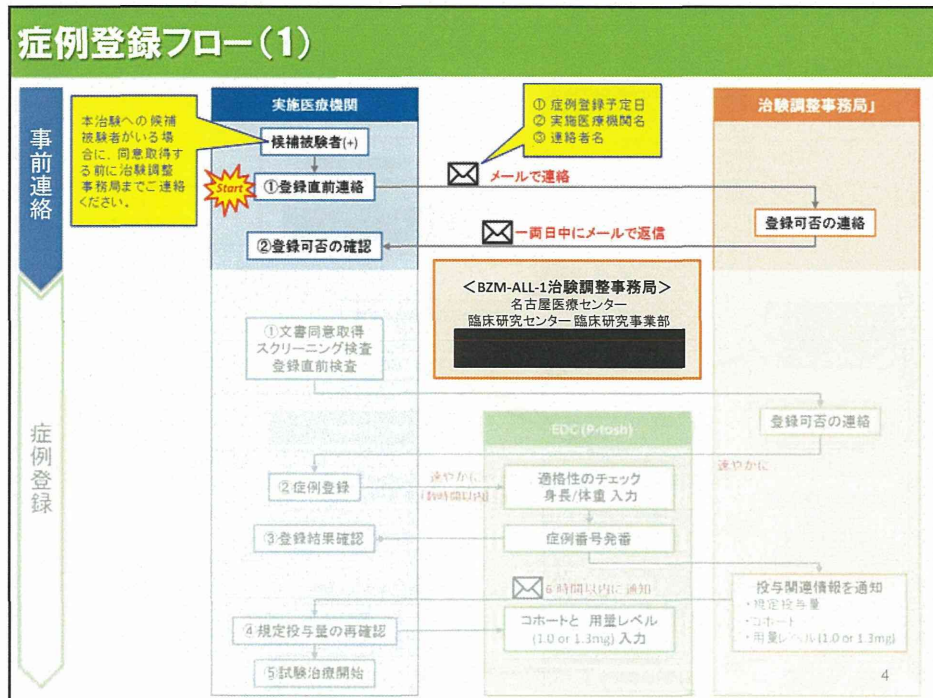 症例登録フロー(1)
事前連絡
本治験への候補
被験者がいる場
合に、同意取得す
る前に治験調整
事務局までご連絡
ください。
実施医療機関
候補被験者(+)
Start
①登録直前連絡
②登録可否の確認
① 症例登録予定日
② 実施医療機関名
③ 連絡者名
メールで連絡
一両日中にメールで返信
治験調整事務局」
登録可否の連絡
<BZM-ALL-1治験調整事務局>
名古屋医療センター
臨床研究センター 臨床研究事業部
症例登録
①文書同意取得
スクリーニング検査
登録直前検査
登録可否の連絡
EDC (P-tosh)
速やかに
②症例登録
速やかに
時間以内)
適格性のチェック
身長/体重 入力
③登録結果確認
症例番号発番
6時間以内に通知
投与関連情報を通知
・規定投与量
・コホート
・用量レベル(1.0 or 1.3mg)
④規定投与量の再確認
コホートと 用量レベル
(1.0 or 1.3mg) 入力
⑤試験治療開始
4